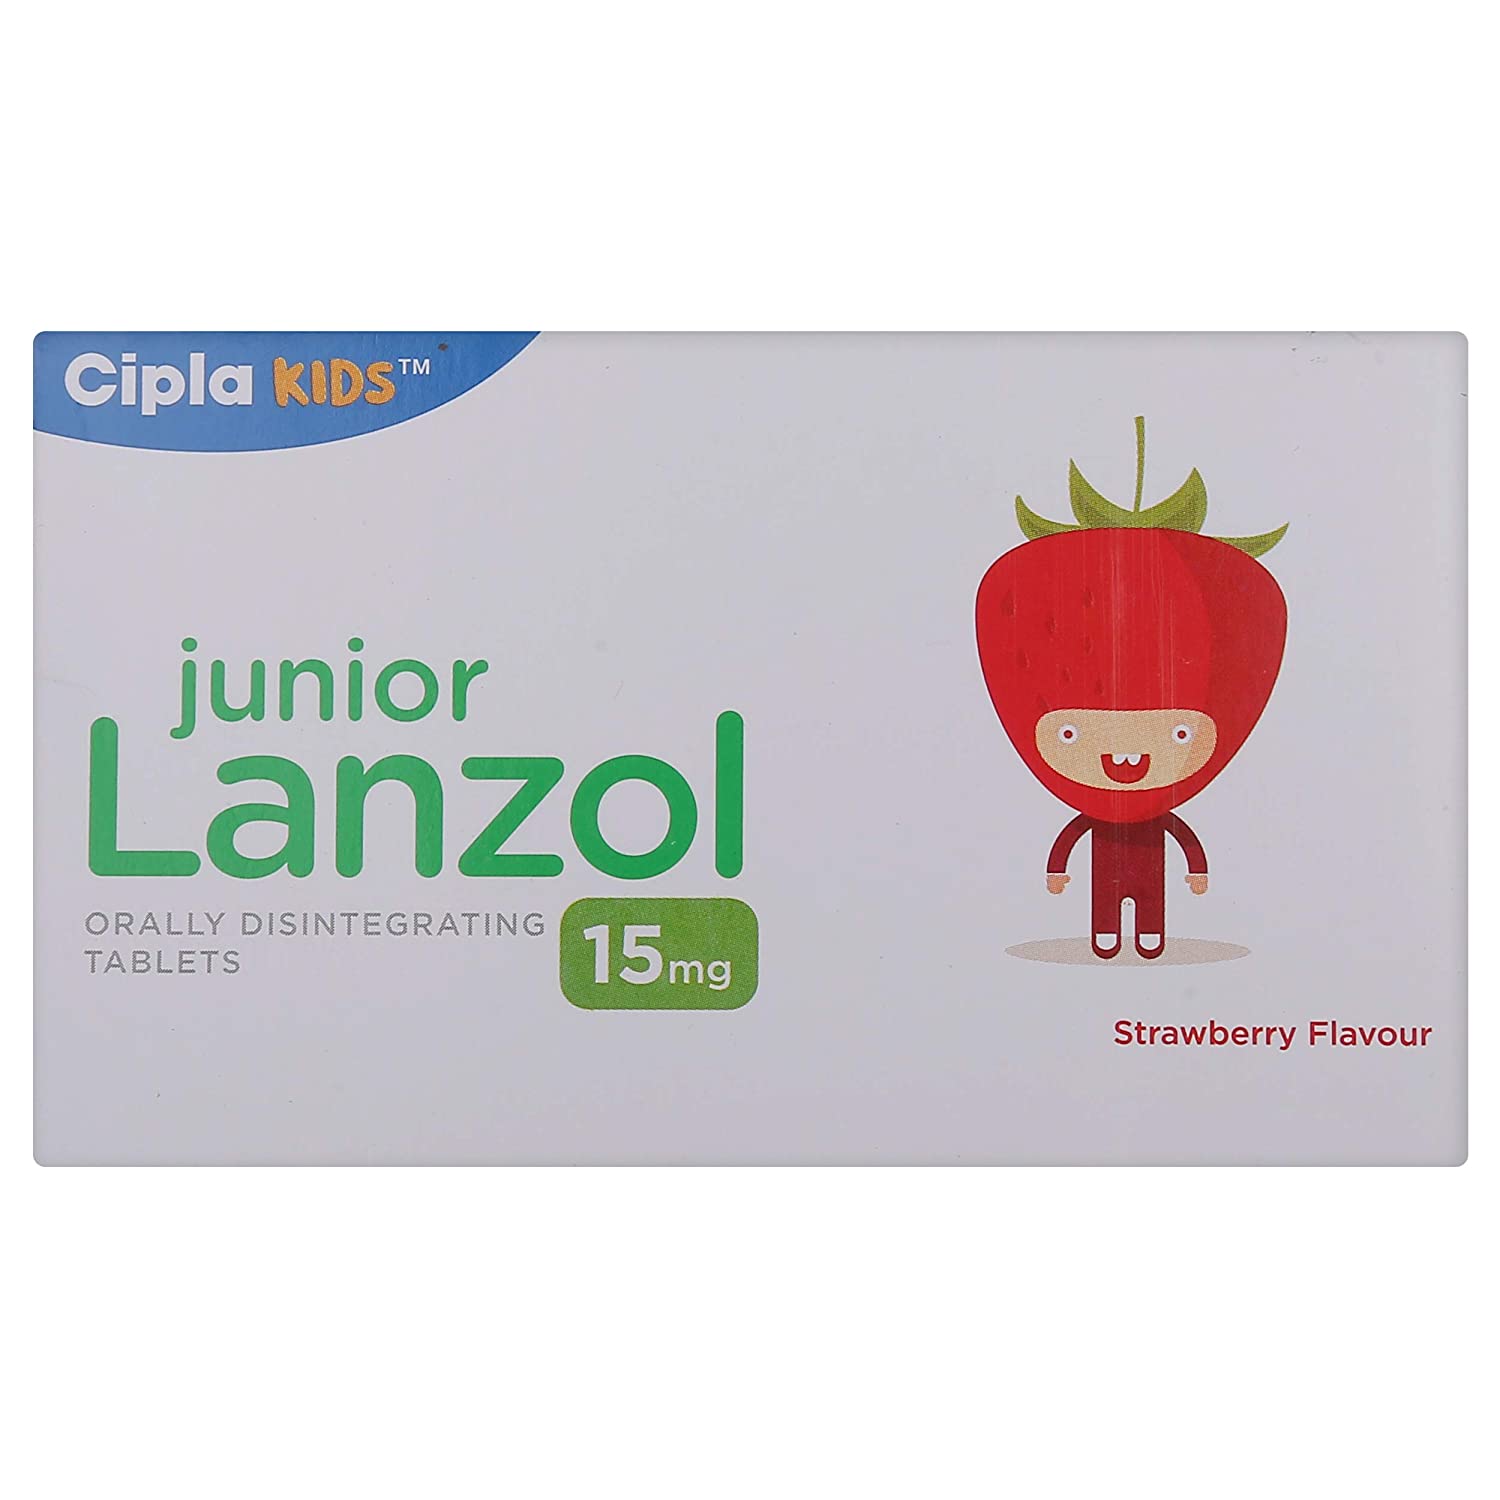 Cipla KIDS™
junior
Lanzol
ORALLY DISINTEGRATING
TABLETS
15mg
Strawberry Flavour